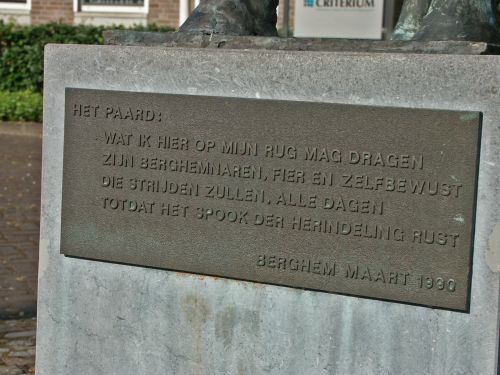 CRITERIUM
HET PAARD:
WAT IK HIER OP MIJN RUG MAG DRAGEN
ZIJN BERGHEMNAREN, FIER EN ZELFBEWUST
DIE STRIJDEN ZULLEN, ALLE DAGEN
TOTDAT HET SPOOK DER HERINDELING RUST
BERGHEM MAART 1990